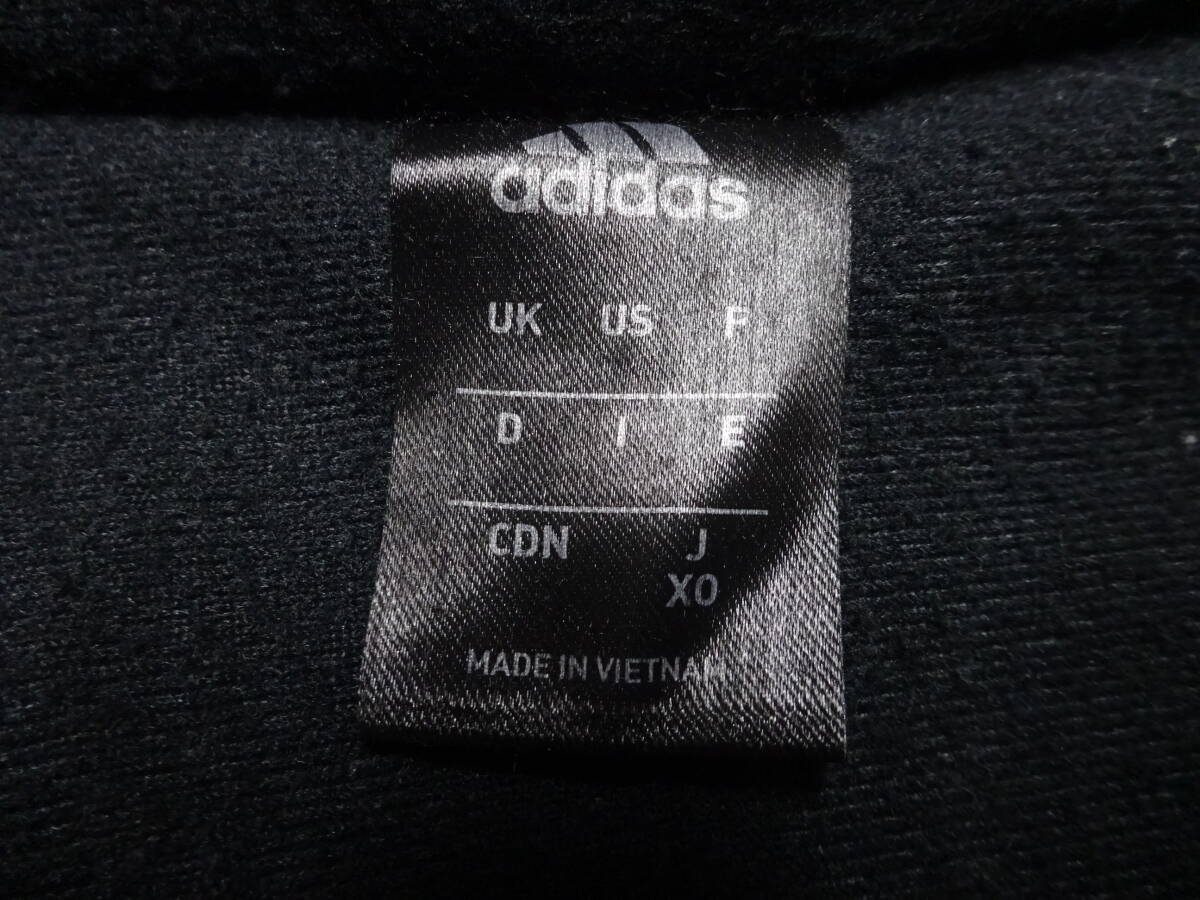 adidas
UK US F
D I E
CDN J
XO
MADE IN VIETNAM